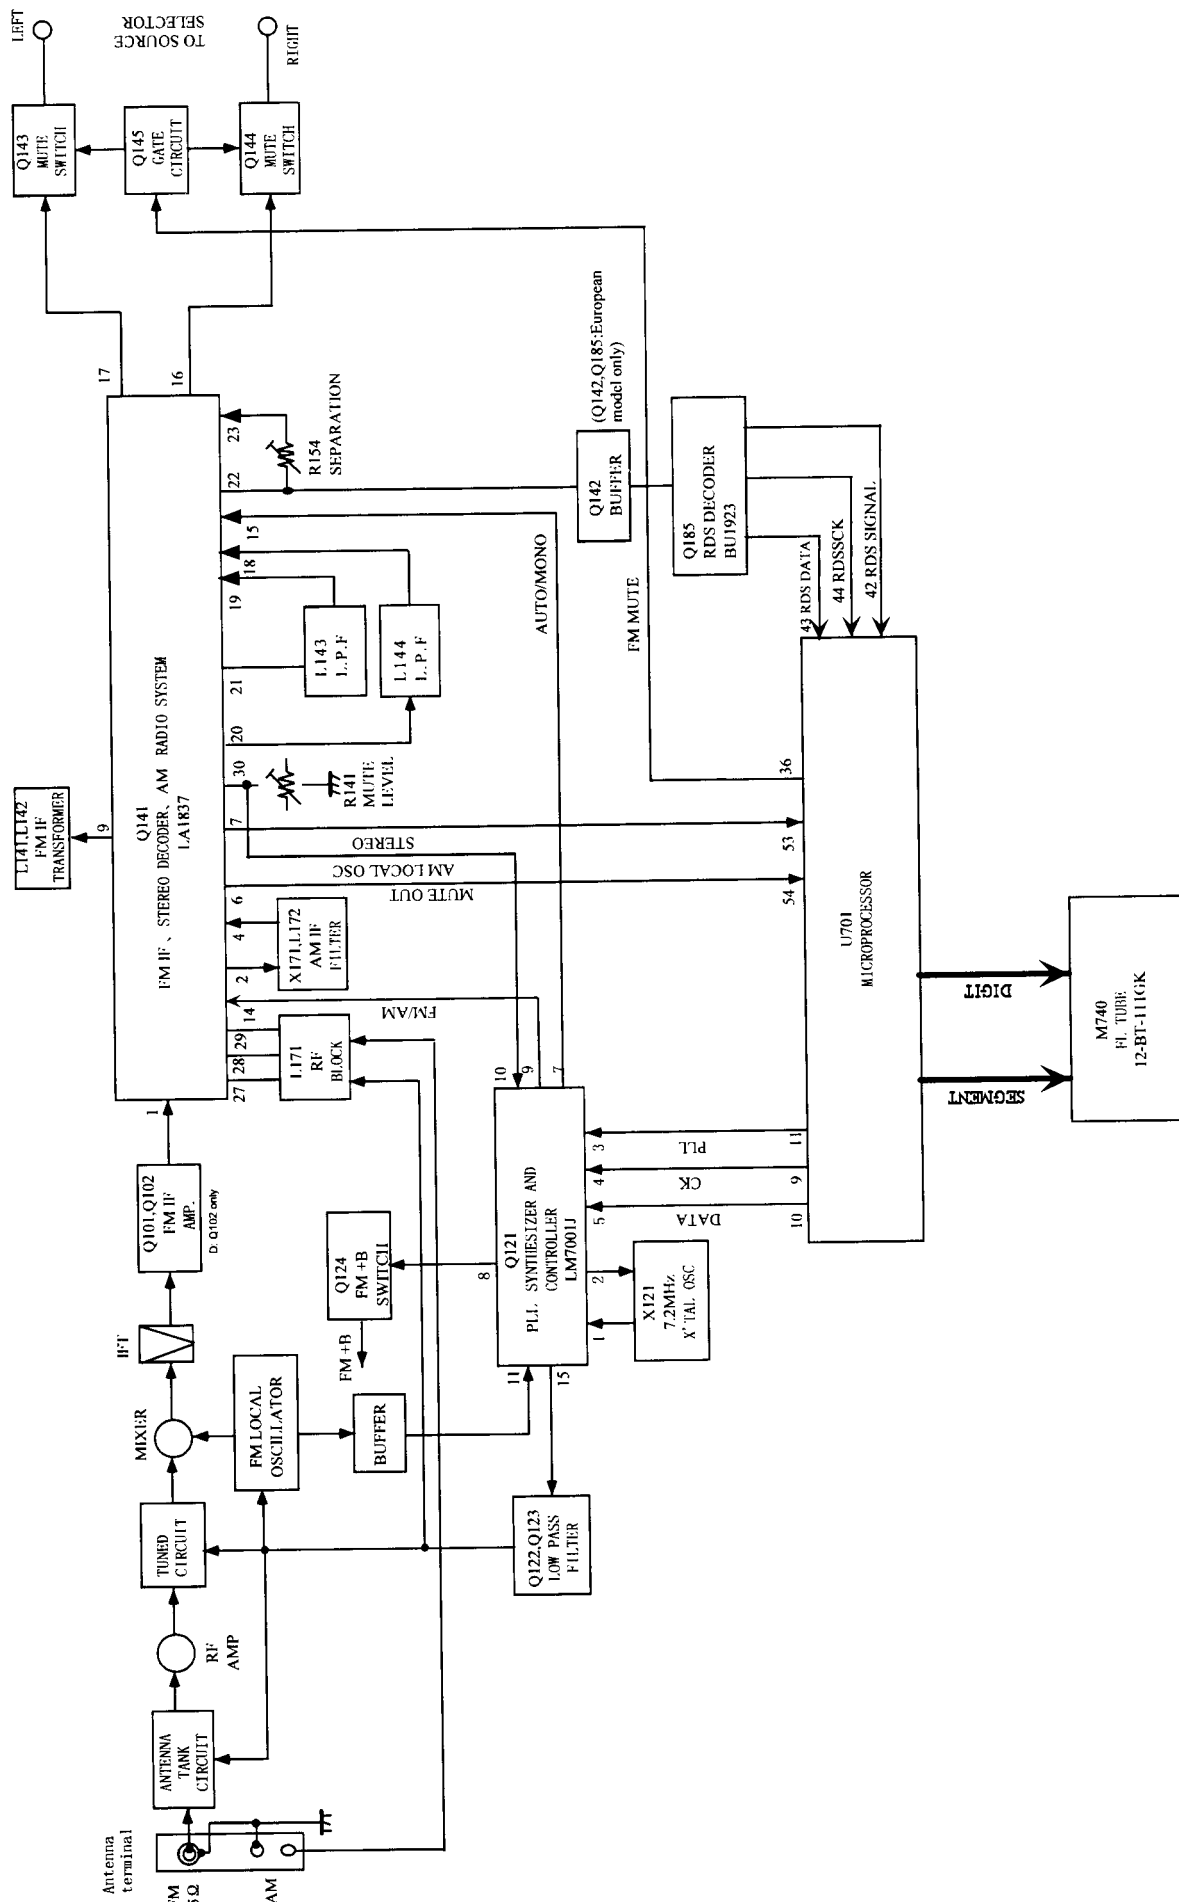 Antenna
terminal
FM
AM
ANTENNA
TANK
CIRCUIT
RF
AMP
TUNED
CIRCUIT
MIXER
IFT
FM LOCAL
OSCILLATOR
BUFFER
Q101,Q102
FM IF
AMP.
D: Q102 only
Q124
FM +B
SWITCH
FM +B
Q122,Q123
LOW PASS
FILTER
Q121
PLL SYNTHESIZER AND
CONTROLLER
LM7001J
11
15
8
10
9
7
1
2
5
4
3
X121
7.2MHz
X'TAL OSC
DATA
CK
PLL
10
9
11
L141,L142
FM IF
TRANSFORMER
Q141
FM IF、STEREO DECODER、AM RADIO SYSTEM
LA1837
1
9
17
16
27
28
29
14
2
4
6
7
30
20
21
19
18
15
22
23
L171
RF
BLOCK
FM/AM
X171,L172
AM IF
FILTER
MUTE OUT
AM LOCAL OSC
STEREO
R141
MUTE
LEVEL
L143
L.P.F
L144
L.P.F
R154
SEPARATION
AUTO/MONO
FM MUTE
Q142
BUFFER
(Q142,Q185:European
model only)
Q185
RDS DECODER
BU1923
43 RDS DATA
44 RDSSCK
42 RDS SIGNAL
54
53
36
U701
MICROPROCESSOR
SEGMENT
DIGIT
M740
FL TUBE
12-BT-111GK
Q143
MUTE
SWITCH
Q145
GATE
CIRCUIT
Q144
MUTE
SWITCH
LEFT
TO SOURCE
SELECTOR
RIGHT